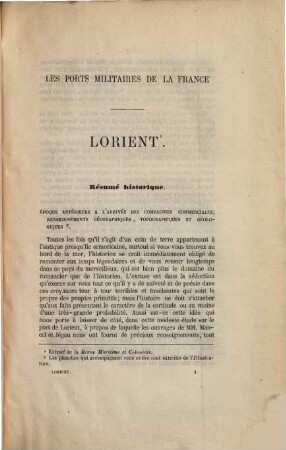 LES PORTS MILITAIRES DE LA FRANCE
LORIENT¹.
Résumé historique.
ÉPOQUE ANTÉRIEURE A L'ARRIVÉE DES COMPAGNIES COMMERCIALES;
RENSEIGNEMENTS GÉOGRAPHIQUES, TOPOGRAPHIQUES ET GÉOLO-
GIQUES ².
Toutes les fois qu'il s'agit d'un coin de terre appartenant à
l'antique presqu'île armoricaine, surtout si vous vous trouvez au
bord de la mer, l'historien se croit immédiatement obligé de
remonter aux temps légendaires et de vous retenir longtemps
dans ce pays du merveilleux, qui est bien plus le domaine du
romancier que de l'historien. L'excuse est dans la séduction
qu'exerce sur vous tout ce qu'il y a de naïveté et de poésie dans
ces croyances tour à tour terribles et touchantes qui sont le
propre des peuples primitifs; mais l'histoire ne doit s'attacher
qu'aux faits présentant le caractère de la certitude ou au moins
d'une très-grande probabilité. Aussi est-ce cette idée qui
nous porte à laisser de côté, dans cette modeste étude sur le
port de Lorient, à propos de laquelle les ouvrages de MM. Man-
cel et Jégou nous ont fourni de précieux renseignements, tout
¹ Extrait de la Revue Maritime et Coloniale.
² Les planches qui accompagnent cette notice sont extraites de l'Illustra-
tion.
LORIENT. 1